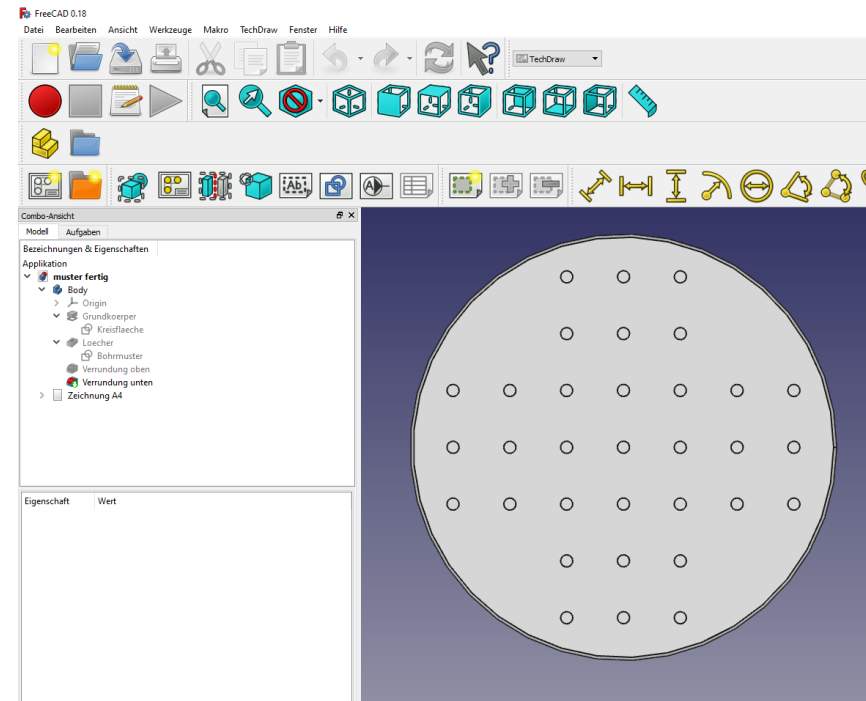 FreeCAD 0.18
Datei Bearbeiten Ansicht Werkzeuge Makro TechDraw Fenster Hilfe
TechDraw
Ab
A
Combo-Ansicht
Modell Aufgaben
Bezeichnungen & Eigenschaften
Applikation
muster fertig
Body
Origin
Grundkoerper
Kreisflaeche
Loecher
Bohrmuster
Verrundung oben
Verrundung unten
Zeichnung A4
Eigenschaft Wert